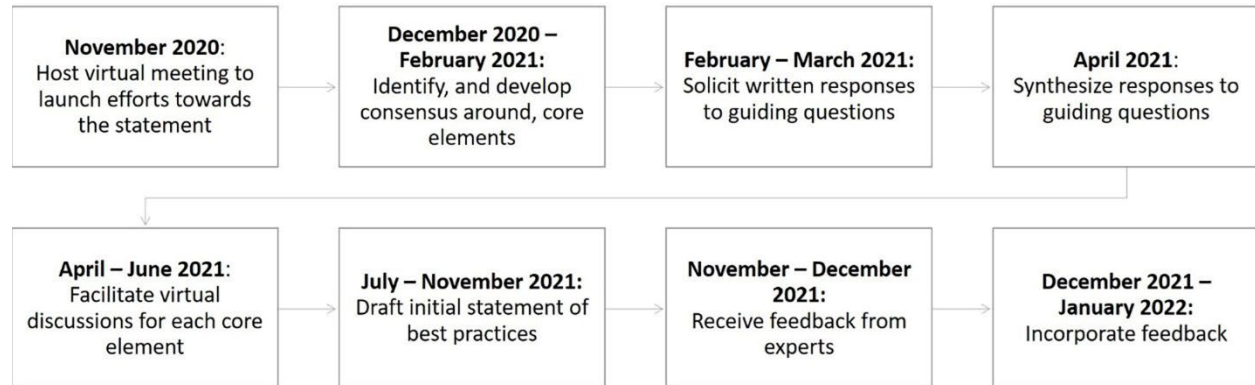 November 2020:
Host virtual meeting to
launch efforts towards
the statement
December 2020 –
February 2021:
Identify, and develop
consensus around, core
elements
February – March 2021:
Solicit written responses
to guiding questions
April 2021:
Synthesize responses to
guiding questions
April – June 2021:
Facilitate virtual
discussions for each core
element
July – November 2021:
Draft initial statement of
best practices
November – December
2021:
Receive feedback from
experts
December 2021 –
January 2022:
Incorporate feedback